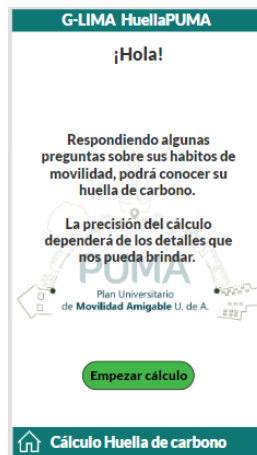 G-LIMA HuellaPUMA
¡Hola!
Respondiendo algunas
preguntas sobre sus habitos de
movilidad, podrá conocer su
huella de carbono.
La precisión del cálculo
dependerá de los detalles que
nos pueda brindar.
PUMA
Plan Universitario
de Movilidad Amigable U. de A.
Empezar cálculo
Cálculo Huella de carbono